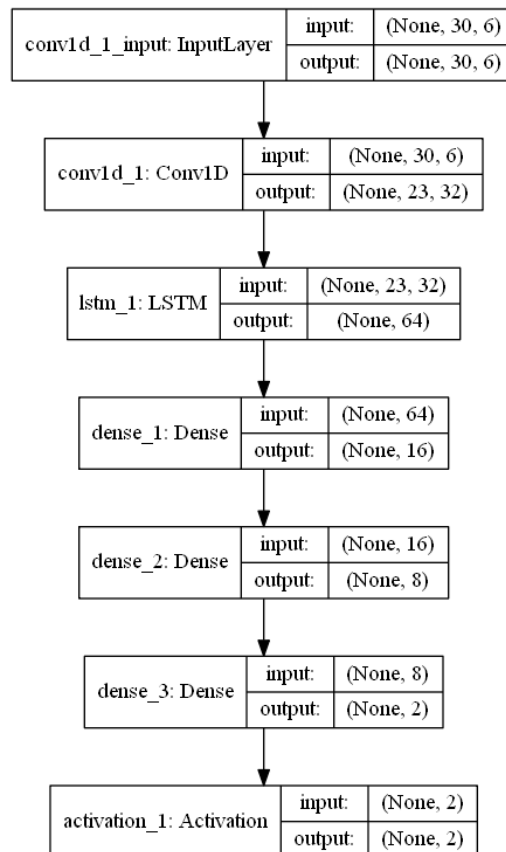 conv1d_1_input: InputLayer
input: (None, 30, 6)
output: (None, 30, 6)
conv1d_1: Conv1D
input: (None, 30, 6)
output: (None, 23, 32)
lstm_1: LSTM
input: (None, 23, 32)
output: (None, 64)
dense_1: Dense
input: (None, 64)
output: (None, 16)
dense_2: Dense
input: (None, 16)
output: (None, 8)
dense_3: Dense
input: (None, 8)
output: (None, 2)
activation_1: Activation
input: (None, 2)
output: (None, 2)